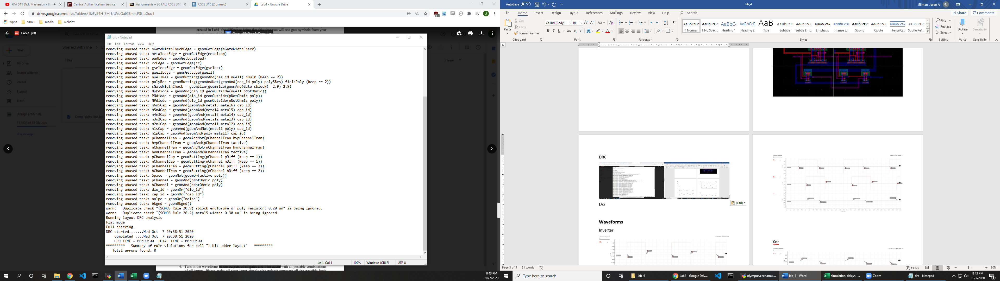 PKA 511 Dick Masterson - B
Central Authentication Service
Assignments – 20 FALL CSCE 310
CSCE 310 (2 unread)
Lab4 - Google Drive
drive.google.com/drive/folders/1fzFy34H_7M-UUVuQafG6mxcP3ttuGuu1
Apps
tamu
media
webdev
Lab 4 .pdf
created in Lab1, the difference being that this time you will use gate symbols from your
New
Shared with me
My Drive
Shared with me
Recent
Starred
Trash
Storage (76% full)
11.4 GB of 15 GB used
Buy storage
Files
Name
Demo_video_link.txt
drc - Notepad
File Edit Format View Help
removing unused task: sGateWidthCheckEdge = geomGetEdge(sGateWidthCheck)
removing unused task: metalcapEdge = geomGetEdge(metalcap)
removing unused task: padEdge = geomGetEdge(pad)
removing unused task: ccEdge = geomGetEdge(cc)
removing unused task: gselectEdge = geomGetEdge(gselect)
removing unused task: gwellEdge = geomGetEdge(gwell)
removing unused task: nwellRes = geomButting(geomAnd(res_id nwell) nBulk (keep == 2))
removing unused task: polyRes = geomButting(geomAndNot(geomAnd(res_id poly) polySRes) fieldPoly (keep == 2))
removing unused task: sGateWidthCheck = geomSize(geomSize(geomAnd(Gate sblock) -2.9) 2.9)
removing unused task: NwPdiode = geomAnd(dio_id geomOutside(nwell pNotOhmic))
removing unused task: PNdiode = geomAnd(dio_id geomOutside(pNotOhmic poly))
removing unused task: NPdiode = geomAnd(dio_id geomOutside(nNotOhmic poly))
removing unused task: m6m5Cap = geomAnd(geomAnd(metal5 metal6) cap_id)
removing unused task: m5m4Cap = geomAnd(geomAnd(metal4 metal5) cap_id)
removing unused task: m4m3Cap = geomAnd(geomAnd(metal3 metal4) cap_id)
removing unused task: m3m2Cap = geomAnd(geomAnd(metal2 metal3) cap_id)
removing unused task: m2m1Cap = geomAnd(geomAnd(metal1 metal2) cap_id)
removing unused task: m1sCap = geomAnd(geomAndNot(metal1 poly) cap_id)
removing unused task: m1pCap = geomAnd(geomAnd(poly metal1) cap_id)
removing unused task: pChannelTran = geomAndNot(pChannelTran hvpChannelTran)
removing unused task: hvpChannelTran = geomAnd(pChannelTran tactive)
removing unused task: nChannelTran = geomAndNot(nChannelTran hvnChannelTran)
removing unused task: hvnChannelTran = geomAnd(nChannelTran tactive)
removing unused task: pChannelCap = geomButting(pChannel pDiff (keep == 1))
removing unused task: nChannelCap = geomButting(nChannel nDiff (keep == 1))
removing unused task: pChannelTran = geomButting(pChannel pDiff (keep == 2))
removing unused task: nChannelTran = geomButting(nChannel nDiff (keep == 2))
removing unused task: Space = geomNot(geomOr(active poly))
removing unused task: pChannel = geomAnd(pNotOhmic poly)
removing unused task: nChannel = geomAnd(nNotOhmic poly)
removing unused task: dio_id = geomOr("dio_id")
removing unused task: cap_id = geomOr("cap_id")
removing unused task: nolpe = geomOr("nolpe")
removing unused task: bkgnd = geomBkgnd()
warn: Duplicate check "(SCMOS Rule 20.9) sblock enclosure of poly resistor: 0.20 um" is being ignored.
warn: Duplicate check "(SCMOS Rule 26.2) metal5 width: 0.30 um" is being ignored.
Running layout DRC analysis
Flat mode
Full checking.
DRC started.......Wed Oct 7 20:38:51 2020
completed ....Wed Oct 7 20:38:51 2020
CPU TIME = 00:00:00 TOTAL TIME = 00:00:00
********* Summary of rule violations for cell "1-bit-adder layout" *********
Total errors found: 0
Ln 1, Col 1 100% Windows (CRLF) UTF-8
4. Turn in the waveforms of the outputs of all gates and 1-bit adder with all possible combinations
8:43 PM
10/7/2020
AutoSave Off
lab_4
Gilman, Jason A GJ
File Home Insert Design Layout References Mailings Review View Help Search
Share Comments
Paste
Cut
Copy
Format Painter
Clipboard
Calibri (Body) 16
Font
Paragraph
AaBbCcDc AaBbCcDc AaBbCc AaBbCcD AaB AaBbCcD AaBbCcDc AaBbCcDc AaBbCcDc AaBbCcDc AaBbCcDc AaBbCcDc AaBbCcDc
¶ Normal ¶ No Spac... Heading 1 Heading 2 Title Subtitle Subtle Em... Emphasis Intense E... Strong Quote Intense Q... Subtle Ref...
Styles
Find
Replace
Select
Editing
Dictate
Voice
Sensitivity
Sensitivity
DRC
LVS
(Ctrl)
Waveforms
Inverter
Xor
Page 3 of 5 31 words
Focus
80%
Type here to search
lab_4
Lab4 - Google Driv...
olympus.ece.tamu....
lab_4 - Word
simulation_delays -...
Zoom
drc - Notepad
8:43 PM
10/7/2020